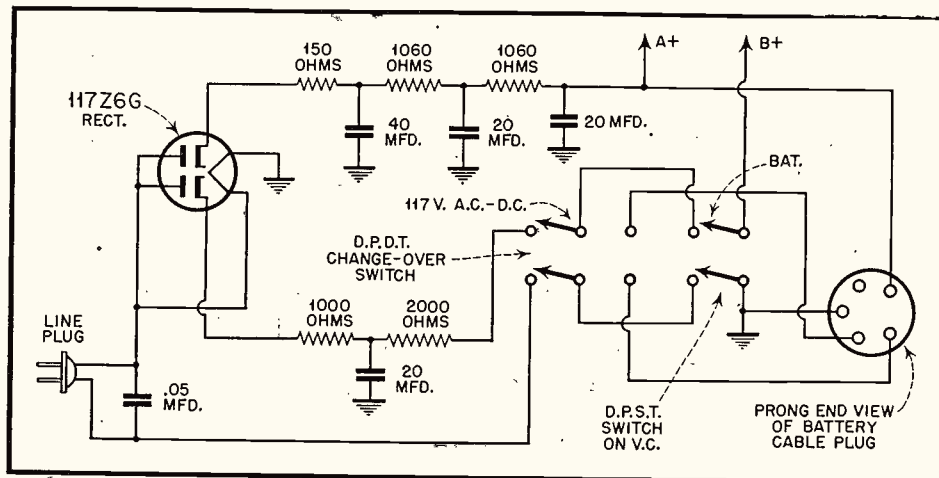 150
OHMS
1060
OHMS
1060
OHMS
A+
B+
117Z6G
RECT.
40
MFD.
20
MFD.
20 MFD.
BAT.
117 V. A.C.-D.C.
D.P.D.T.
CHANGE-OVER
SWITCH
1000
OHMS
2000
OHMS
LINE
PLUG
.05
MFD.
20
MFD.
D.P.S.T.
SWITCH
ON V.C.
PRONG END VIEW
OF BATTERY
CABLE PLUG